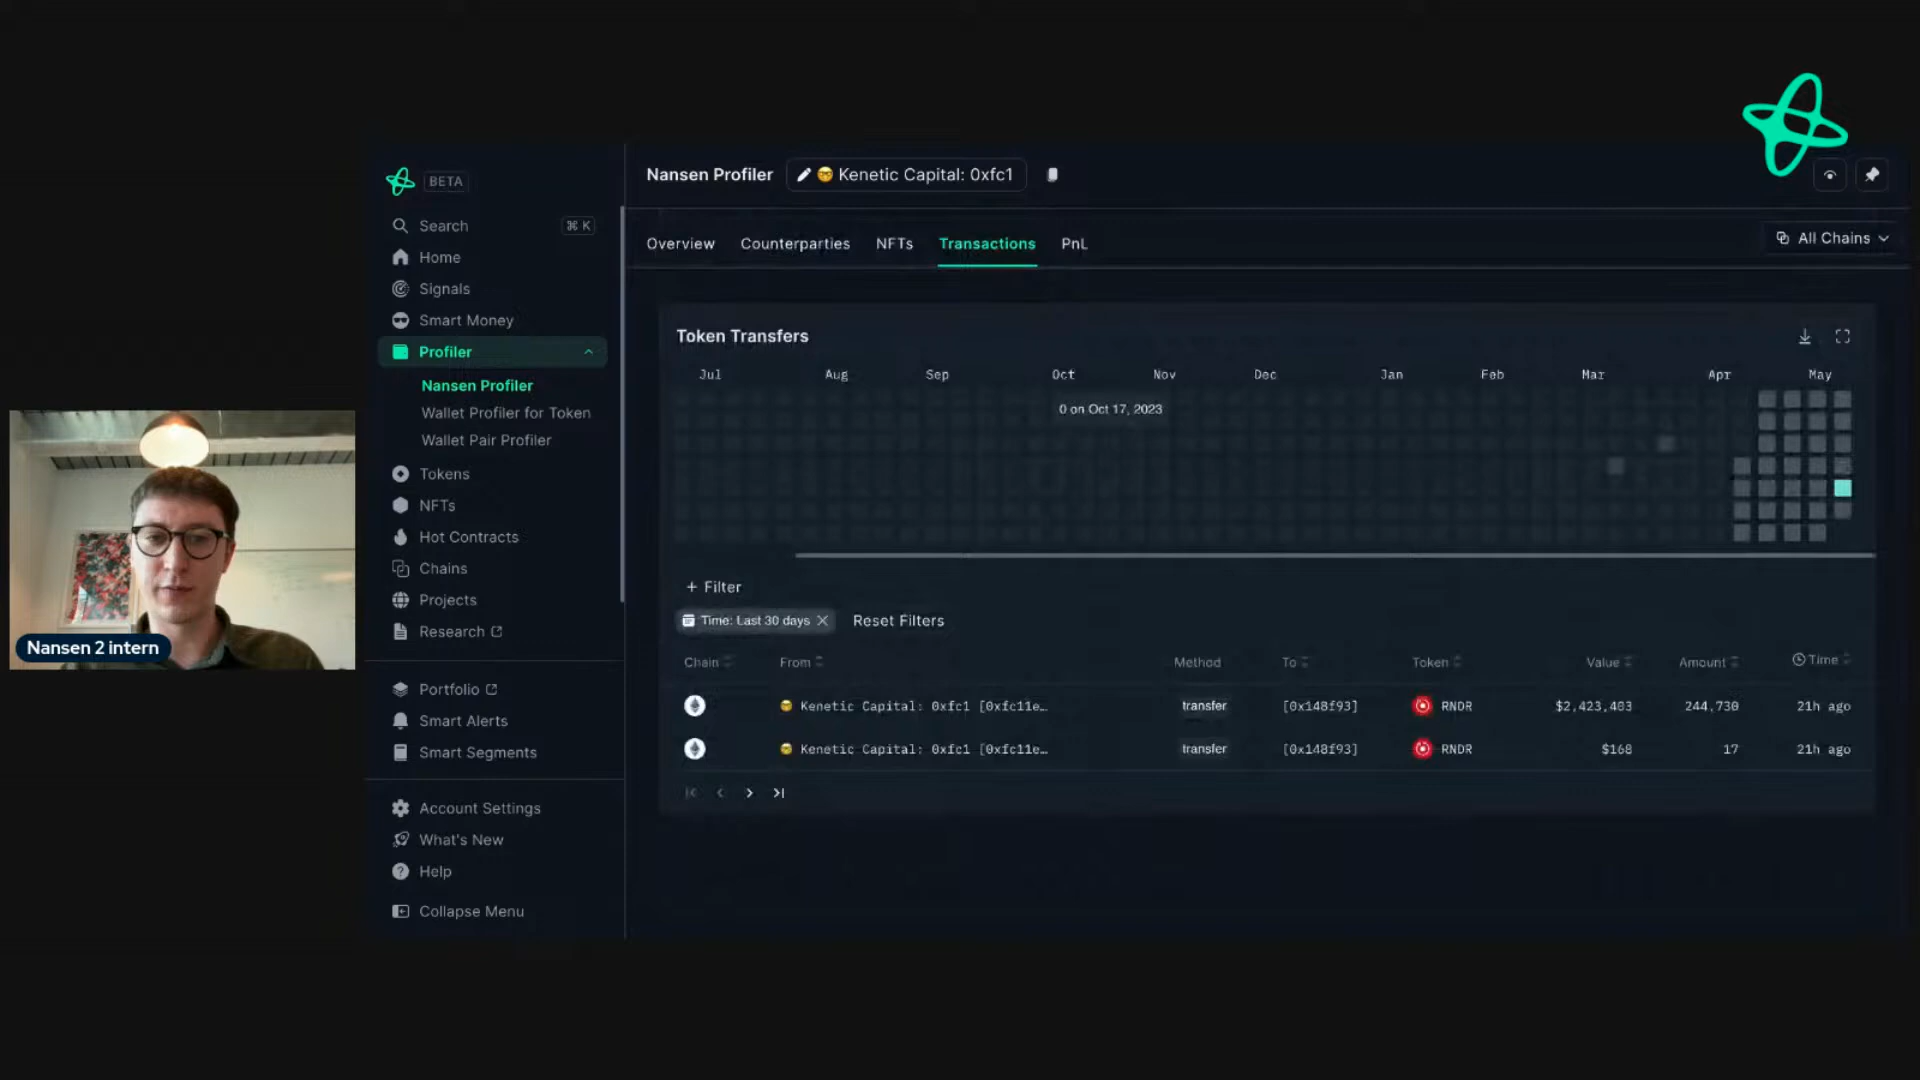 Nansen Profiler Kenetic Capital: 0xfc1
BETA
Search ⌘ K
Home
Signals
Smart Money
Profiler
Nansen Profiler
Wallet Profiler for Token
Wallet Pair Profiler
Tokens
NFTs
Hot Contracts
Chains
Projects
Research
Portfolio
Smart Alerts
Smart Segments
Account Settings
What's New
Help
Collapse Menu
Nansen 2 intern
Overview Counterparties NFTs Transactions PnL All Chains
Token Transfers
Jul Aug Sep Oct Nov Dec Jan Feb Mar Apr May
0 on Oct 17, 2023
+ Filter
Time: Last 30 days Reset Filters
Chain From Method To Token Value Amount Time
Kenetic Capital: 0xfc1 [0xfc11e… transfer [0x148f93] RNDR $2,423,403 244,730 21h ago
Kenetic Capital: 0xfc1 [0xfc11e… transfer [0x148f93] RNDR $168 17 21h ago